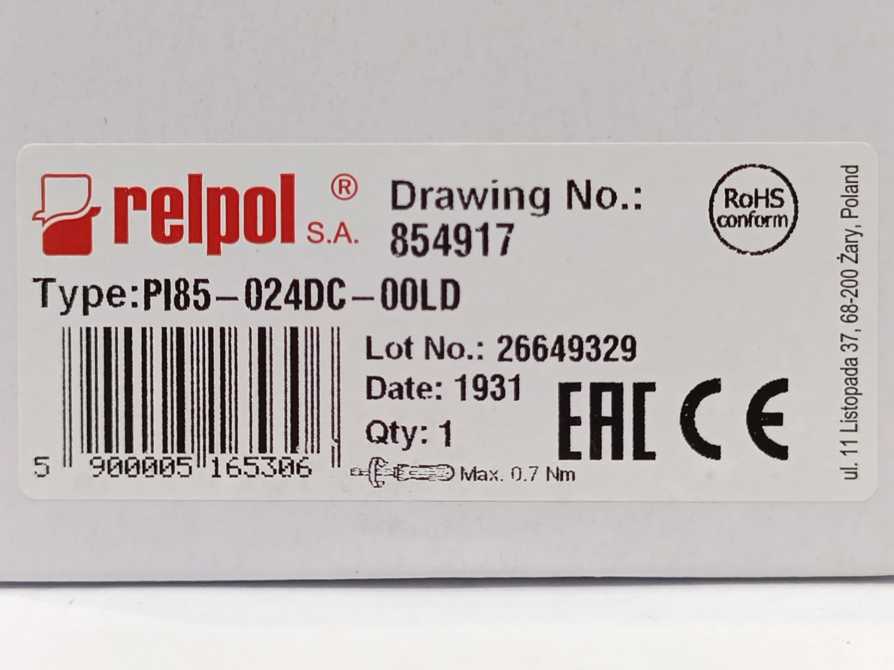 relpol ® S.A.
Drawing No.:
854917
RoHS
conform
Type:PI85-024DC-00LD
Lot No.: 26649329
Date: 1931
Qty: 1
EAC CE
5 900005 165306
Max. 0.7 Nm
ul. 11 Listopada 37, 68-200 Żary, Poland